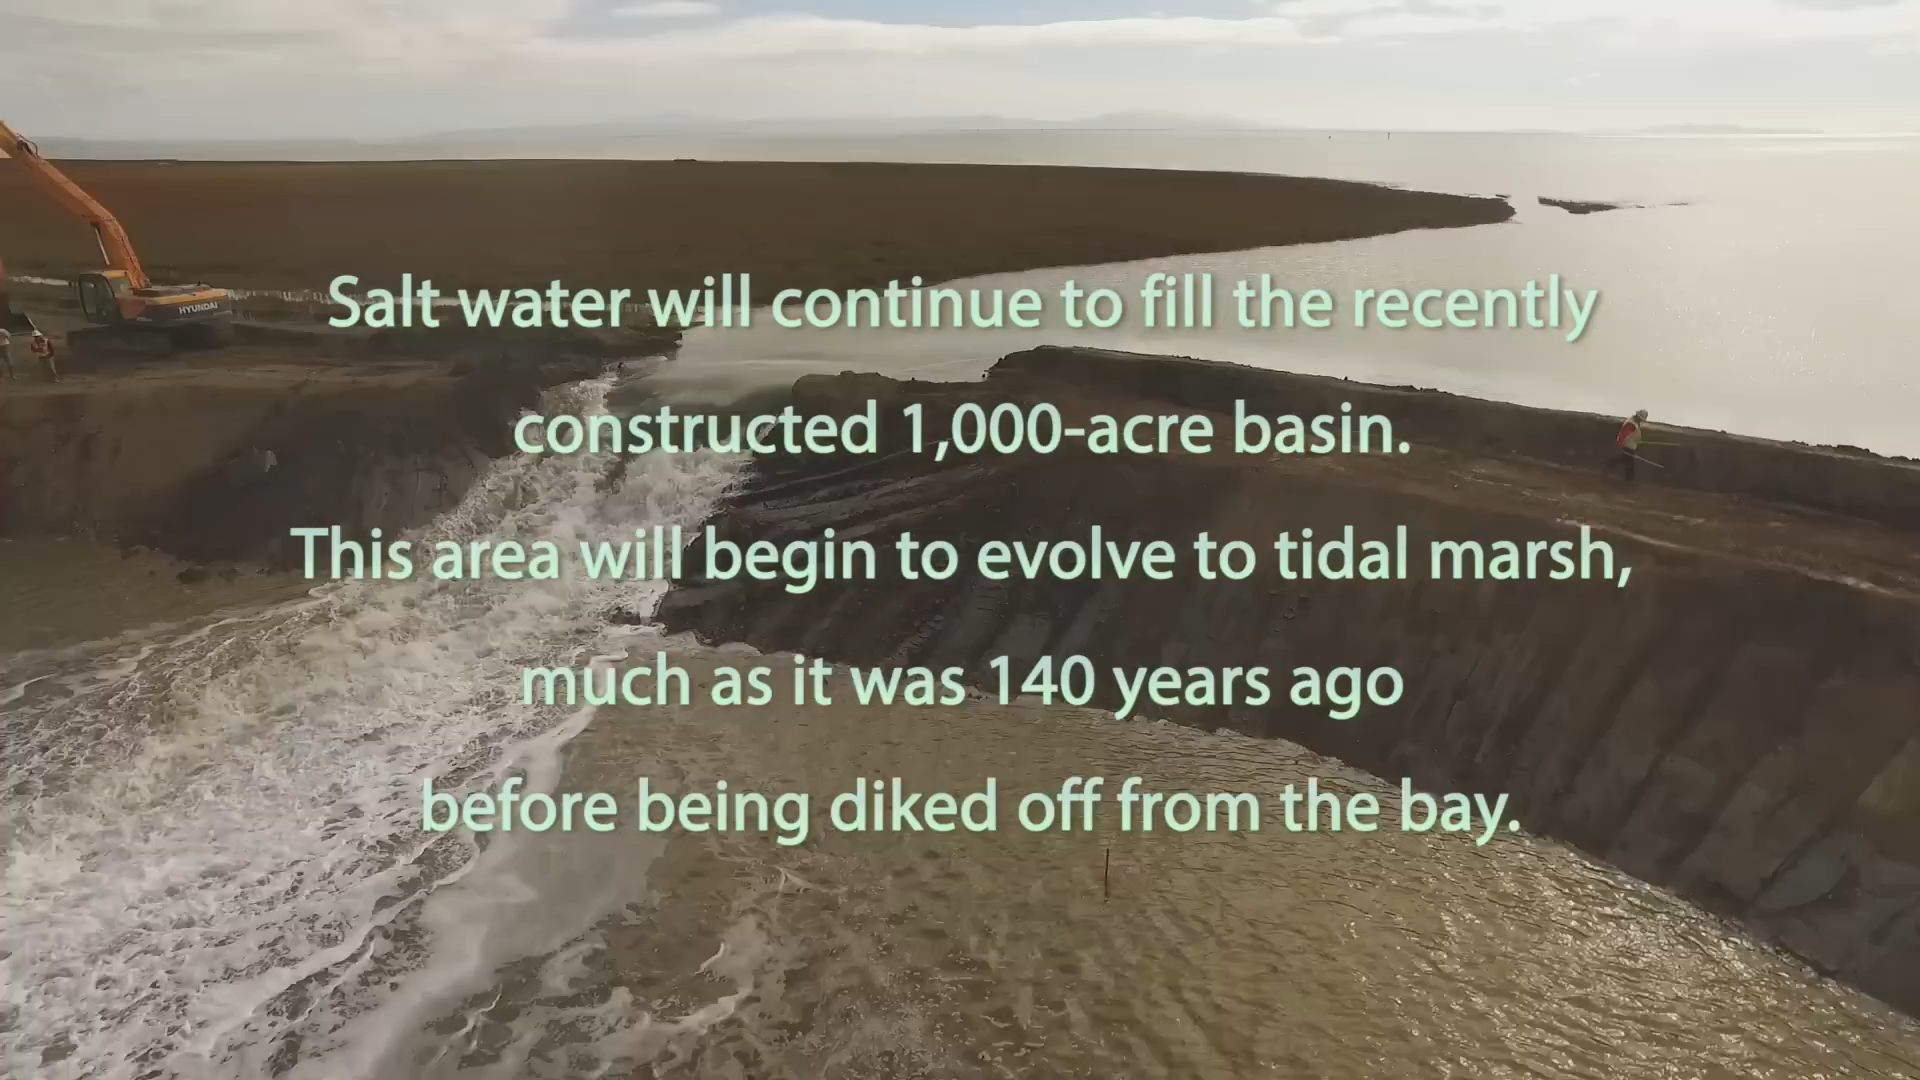 HYUNDAI
Salt water will continue to fill the recently
constructed 1,000-acre basin.
This area will begin to evolve to tidal marsh,
much as it was 140 years ago
before being diked off from the bay.